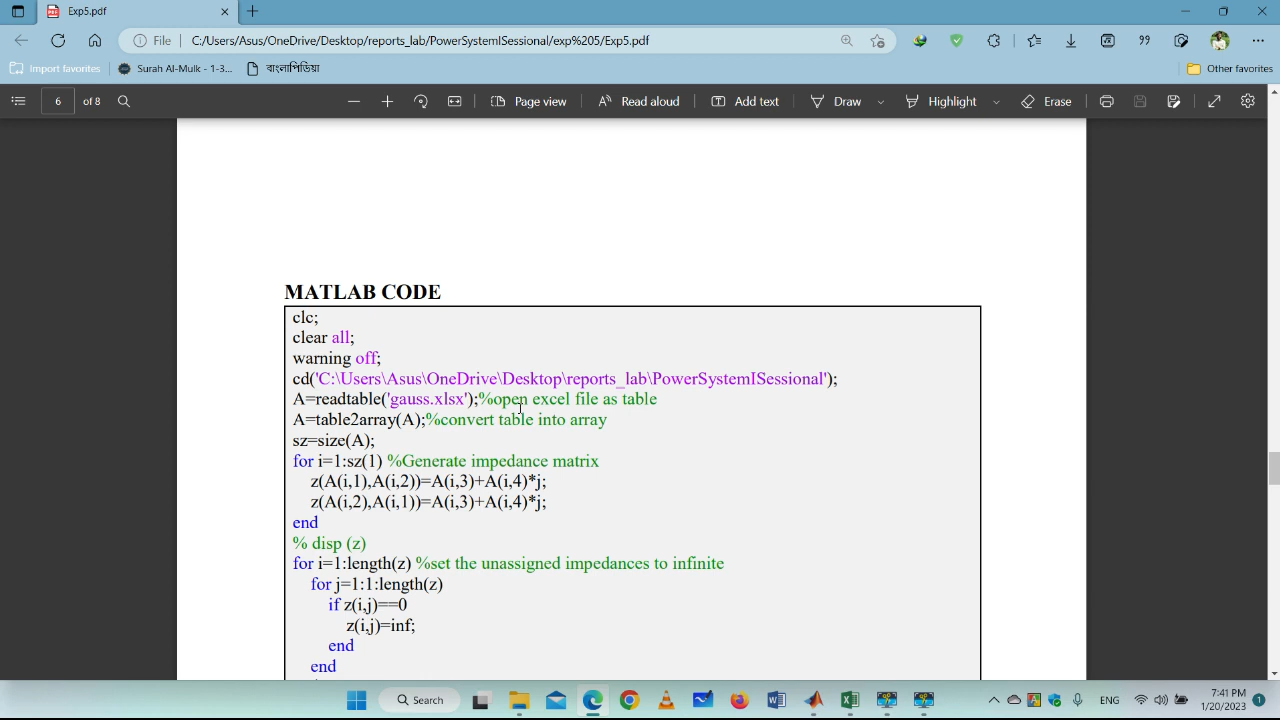 Exp5.pdf
File
C:/Users/Asus/OneDrive/Desktop/reports_lab/PowerSystemISessional/exp%205/Exp5.pdf
Import favorites
Surah Al-Mulk - 1-3...
বাংলাপিডিয়া
Other favorites
6 of 8
Page view
Read aloud
Add text
Draw
Highlight
Erase
MATLAB CODE
clc;
clear all;
warning off;
cd('C:\Users\Asus\OneDrive\Desktop\reports_lab\PowerSystemISessional');
A=readtable('gauss.xlsx');%open excel file as table
A=table2array(A);%convert table into array
sz=size(A);
for i=1:sz(1) %Generate impedance matrix
z(A(i,1),A(i,2))=A(i,3)+A(i,4)*j;
z(A(i,2),A(i,1))=A(i,3)+A(i,4)*j;
end
% disp (z)
for i=1:length(z) %set the unassigned impedances to infinite
for j=1:1:length(z)
if z(i,j)==0
z(i,j)=inf;
end
end
Search
ENG
7:41 PM
1/20/2023
1